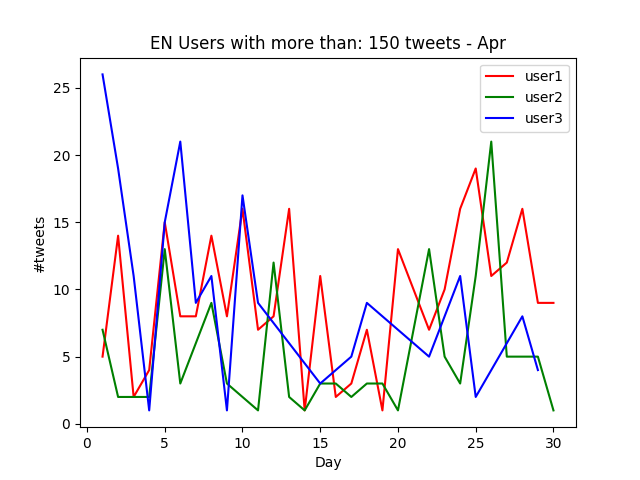 EN Users with more than: 150 tweets - Apr
user1
user2
user3
25
20
15
10
5
0
#tweets
0 5 10 15 20 25 30
Day